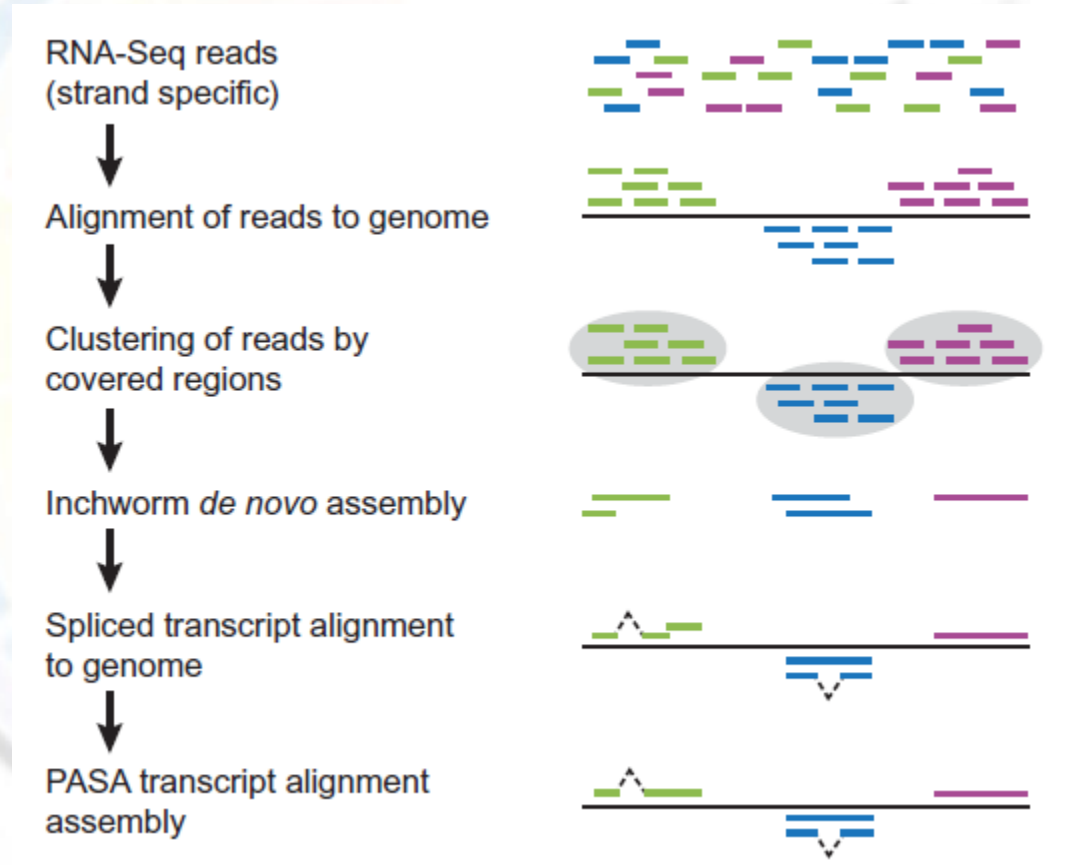 RNA-Seq reads
(strand specific)
Alignment of reads to genome
Clustering of reads by
covered regions
Inchworm de novo assembly
Spliced transcript alignment
to genome
PASA transcript alignment
assembly